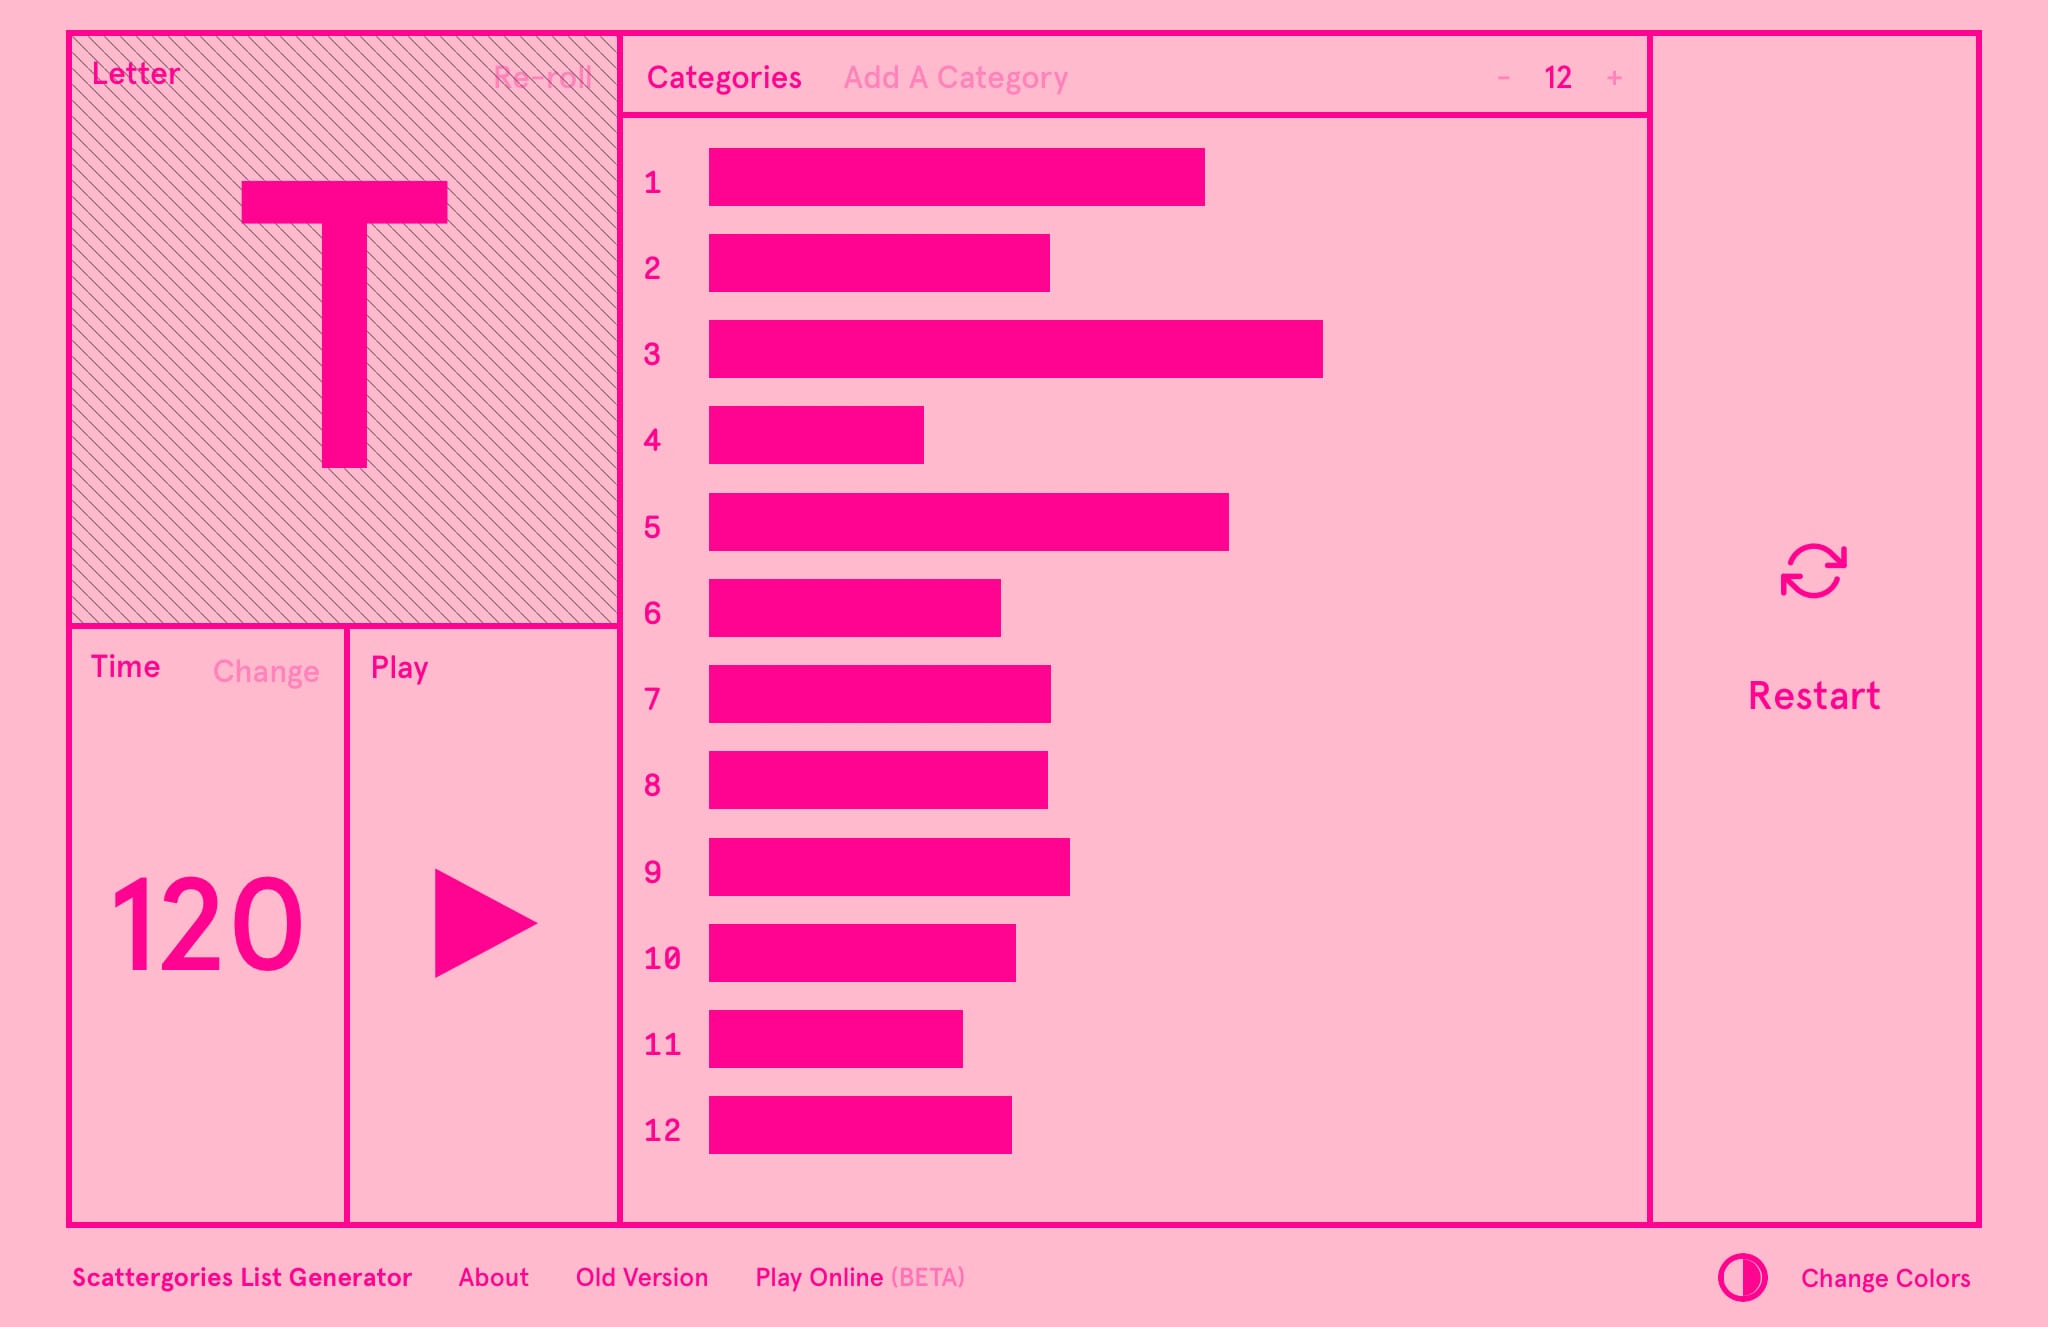 Letter Re-roll
T
Time Change
120
Play
Categories Add A Category - 12 +
1
2
3
4
5
6
7
8
9
10
11
12
Restart
Scattergories List Generator About Old Version Play Online (BETA)
Change Colors